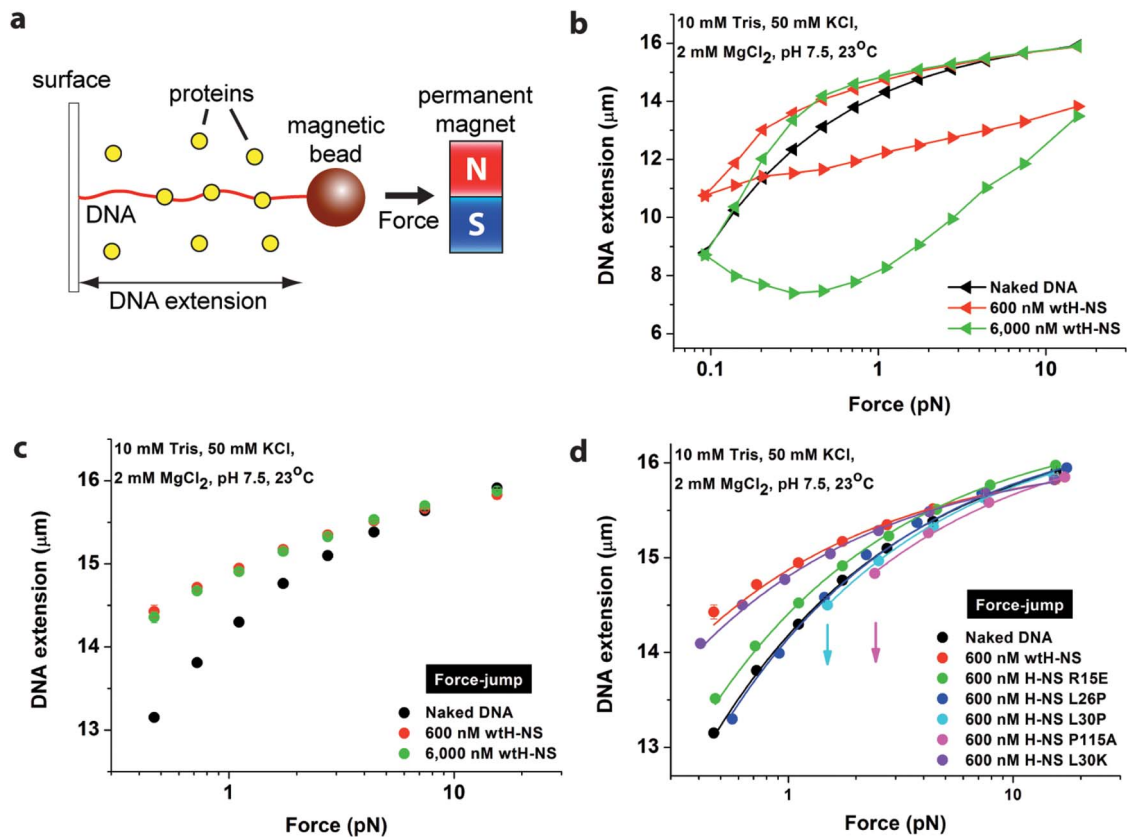 a
surface
proteins
magnetic
bead
permanent
magnet
N
S
DNA
Force
DNA extension
b
10 mM Tris, 50 mM KCl,
2 mM MgCl2, pH 7.5, 23°C
DNA extension (μm)
16
14
12
10
8
6
Naked DNA
600 nM wtH-NS
6,000 nM wtH-NS
0.1
1
10
Force (pN)
c
10 mM Tris, 50 mM KCl,
2 mM MgCl2, pH 7.5, 23°C
DNA extension (μm)
16
15
14
13
Force-jump
Naked DNA
600 nM wtH-NS
6,000 nM wtH-NS
1
10
Force (pN)
d
10 mM Tris, 50 mM KCl,
2 mM MgCl2, pH 7.5, 23°C
DNA extension (μm)
16
15
14
13
Force-jump
Naked DNA
600 nM wtH-NS
600 nM H-NS R15E
600 nM H-NS L26P
600 nM H-NS L30P
600 nM H-NS P115A
600 nM H-NS L30K
1
10
Force (pN)